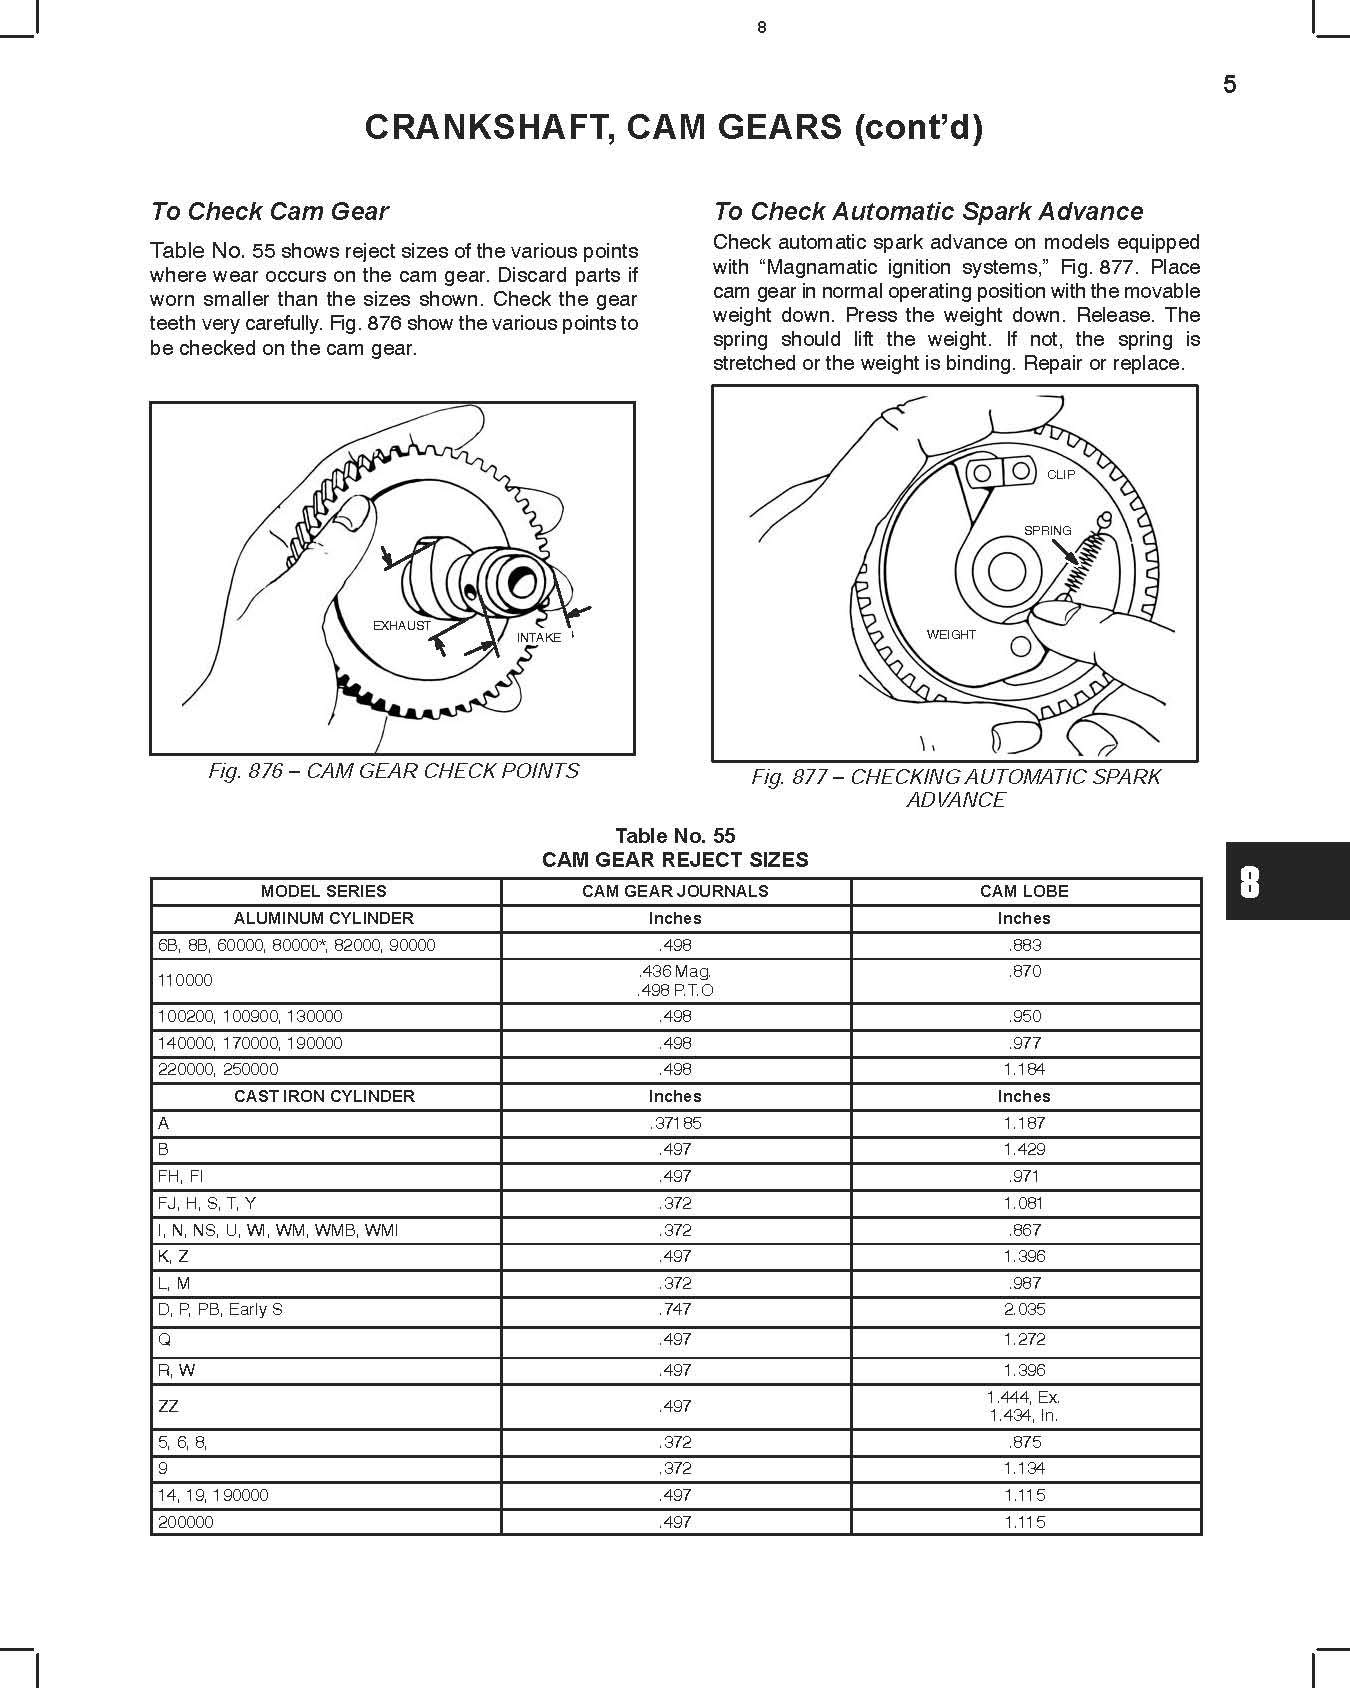 8
5
CRANKSHAFT, CAM GEARS (cont’d)
To Check Cam Gear
Table No. 55 shows reject sizes of the various points
where wear occurs on the cam gear. Discard parts if
worn smaller than the sizes shown. Check the gear
teeth very carefully. Fig. 876 show the various points to
be checked on the cam gear.
EXHAUST
INTAKE
Fig. 876 – CAM GEAR CHECK POINTS
To Check Automatic Spark Advance
Check automatic spark advance on models equipped
with “Magnamatic ignition systems,” Fig. 877. Place
cam gear in normal operating position with the movable
weight down. Press the weight down. Release. The
spring should lift the weight. If not, the spring is
stretched or the weight is binding. Repair or replace.
CLIP
SPRING
WEIGHT
Fig. 877 – CHECKING AUTOMATIC SPARK
ADVANCE
Table No. 55
CAM GEAR REJECT SIZES
MODEL SERIES CAM GEAR JOURNALS CAM LOBE
ALUMINUM CYLINDER Inches Inches
6B, 8B, 60000, 80000*, 82000, 90000 .498 .883
110000 .436 Mag. .870
.498 P.T.O
100200, 100900, 130000 .498 .950
140000, 170000, 190000 .498 .977
220000, 250000 .498 1.184
CAST IRON CYLINDER Inches Inches
A .37185 1.187
B .497 1.429
FH, FI .497 .971
FJ, H, S, T, Y .372 1.081
I, N, NS, U, WI, WM, WMB, WMI .372 .867
K, Z .497 1.396
L, M .372 .987
D, P, PB, Early S .747 2.035
Q .497 1.272
R, W .497 1.396
ZZ .497 1.444, Ex.
1.434, In.
5, 6, 8, .372 .875
9 .372 1.134
14, 19, 190000 .497 1.115
200000 .497 1.115
8